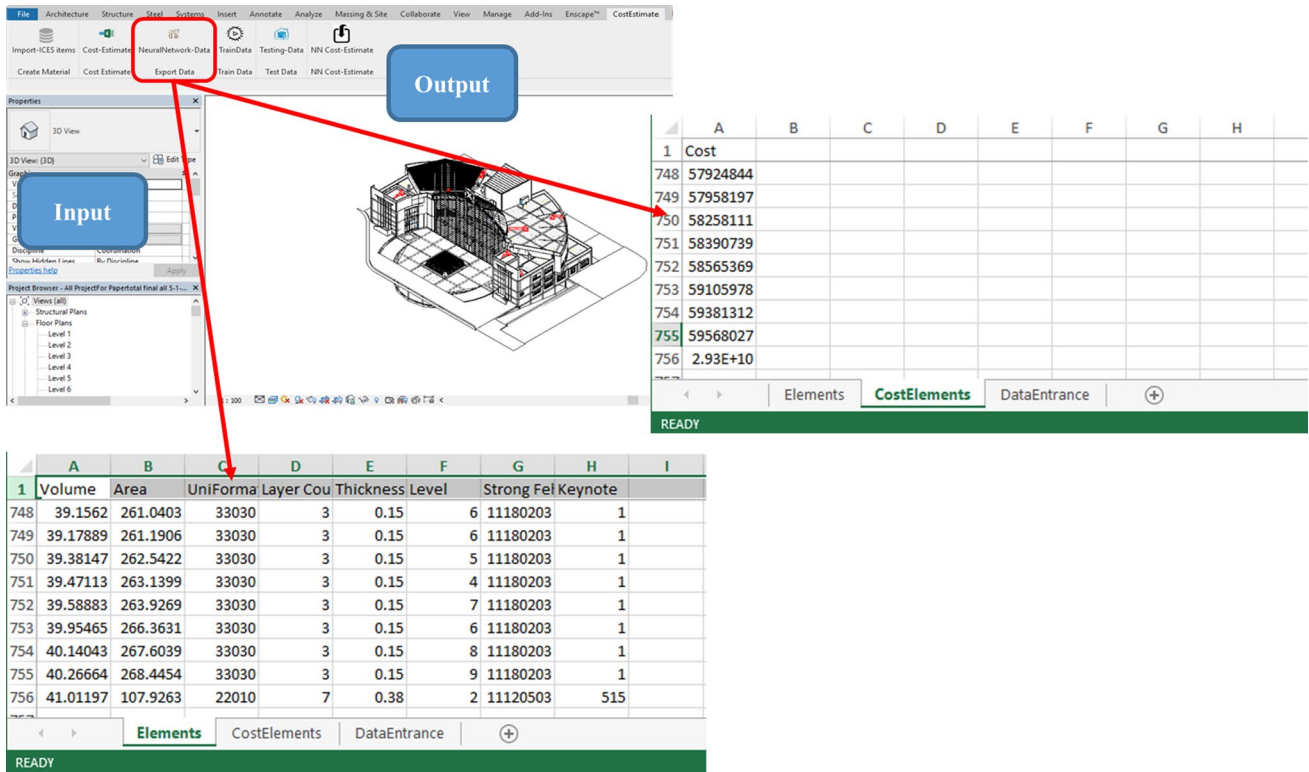 File Architecture Structure Steel Systems Insert Annotate Analyze Massing & Site Collaborate View Manage Add-Ins Enscape™ CostEstimate
Import-ICES items Cost-Estimate NeuralNetwork-Data TrainData Testing-Data NN Cost-Estimate
Create Material Cost Estimate Export Data Train Data Test Data NN Cost-Estimate
Output
Properties
3D View
3D View: {3D} Edit Type
Input
Discipline Coordination
Show Hidden Lines By Discipline
Properties help Apply
Project Browser - All ProjectFor Papertotal final all 5-1-...
Views (all)
Structural Plans
Floor Plans
Level 1
Level 2
Level 3
Level 4
Level 5
Level 6
: 100
A B C D E F G H
1 Cost
748 57924844
749 57958197
750 58258111
751 58390739
752 58565369
753 59105978
754 59381312
755 59568027
756 2.93E+10
Elements CostElements DataEntrance
READY
A B C D E F G H I
1 Volume Area UniForma Layer Cou Thickness Level Strong Feh Keynote
748 39.1562 261.0403 33030 3 0.15 6 11180203 1
749 39.17889 261.1906 33030 3 0.15 6 11180203 1
750 39.38147 262.5422 33030 3 0.15 5 11180203 1
751 39.47113 263.1399 33030 3 0.15 4 11180203 1
752 39.58883 263.9269 33030 3 0.15 7 11180203 1
753 39.95465 266.3631 33030 3 0.15 6 11180203 1
754 40.14043 267.6039 33030 3 0.15 8 11180203 1
755 40.26664 268.4454 33030 3 0.15 9 11180203 1
756 41.01197 107.9263 22010 7 0.38 2 11120503 515
Elements CostElements DataEntrance
READY